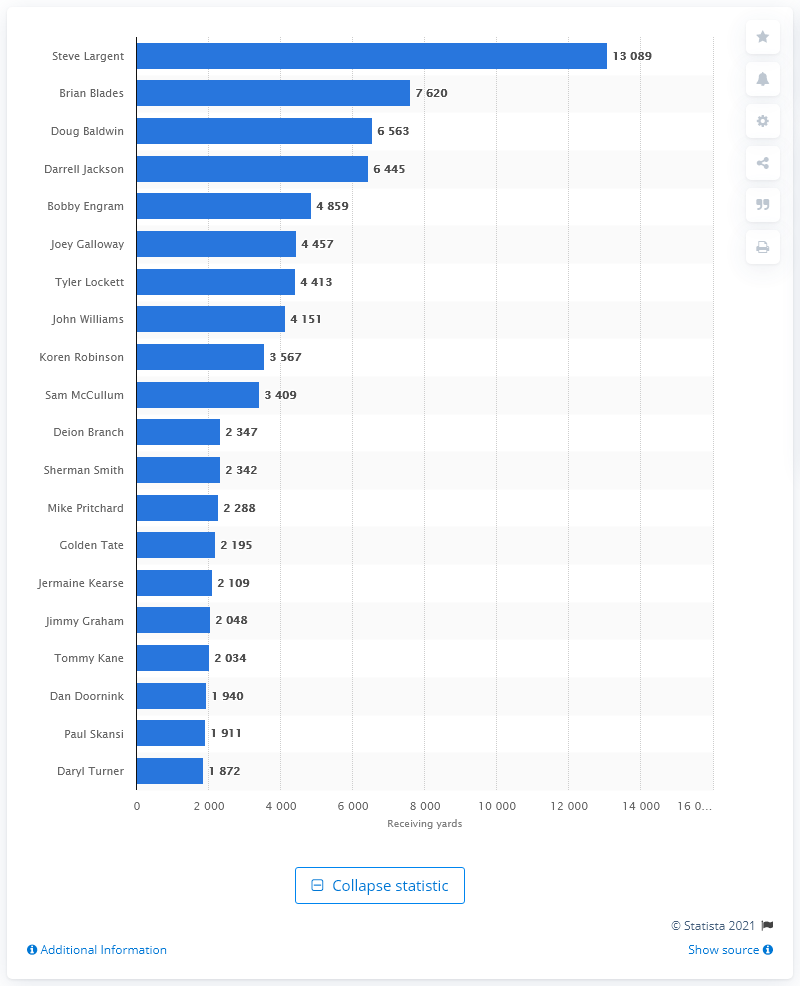 Steve Largent 13 089
Brian Blades 7 620
Doug Baldwin 6 563
Darrell Jackson 6 445
Bobby Engram 4 859
Joey Galloway 4 457
Tyler Lockett 4 413
John Williams 4 151
Koren Robinson 3 567
Sam McCullum 3 409
Deion Branch 2 347
Sherman Smith 2 342
Mike Pritchard 2 288
Golden Tate 2 195
Jermaine Kearse 2 109
Jimmy Graham 2 048
Tommy Kane 2 034
Dan Doornink 1 940
Paul Skansi 1 911
Daryl Turner 1 872
0 2 000 4 000 6 000 8 000 10 000 12 000 14 000 16 0...
Receiving yards
Collapse statistic
© Statista 2021
Additional Information Show source